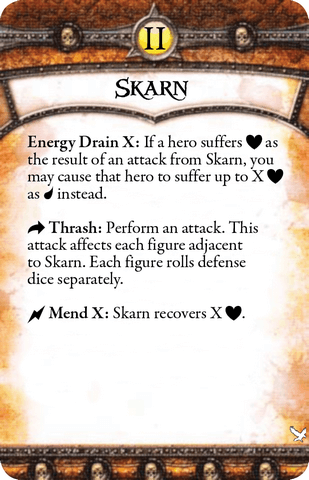 II
SKARN
Energy Drain X: If a hero suffers ♥ as
the result of an attack from Skarn, you
may cause that hero to suffer up to X ♥
as 💧 instead.
Thrash: Perform an attack. This
attack affects each figure adjacent
to Skarn. Each figure rolls defense
dice separately.
Mend X: Skarn recovers X ♥.